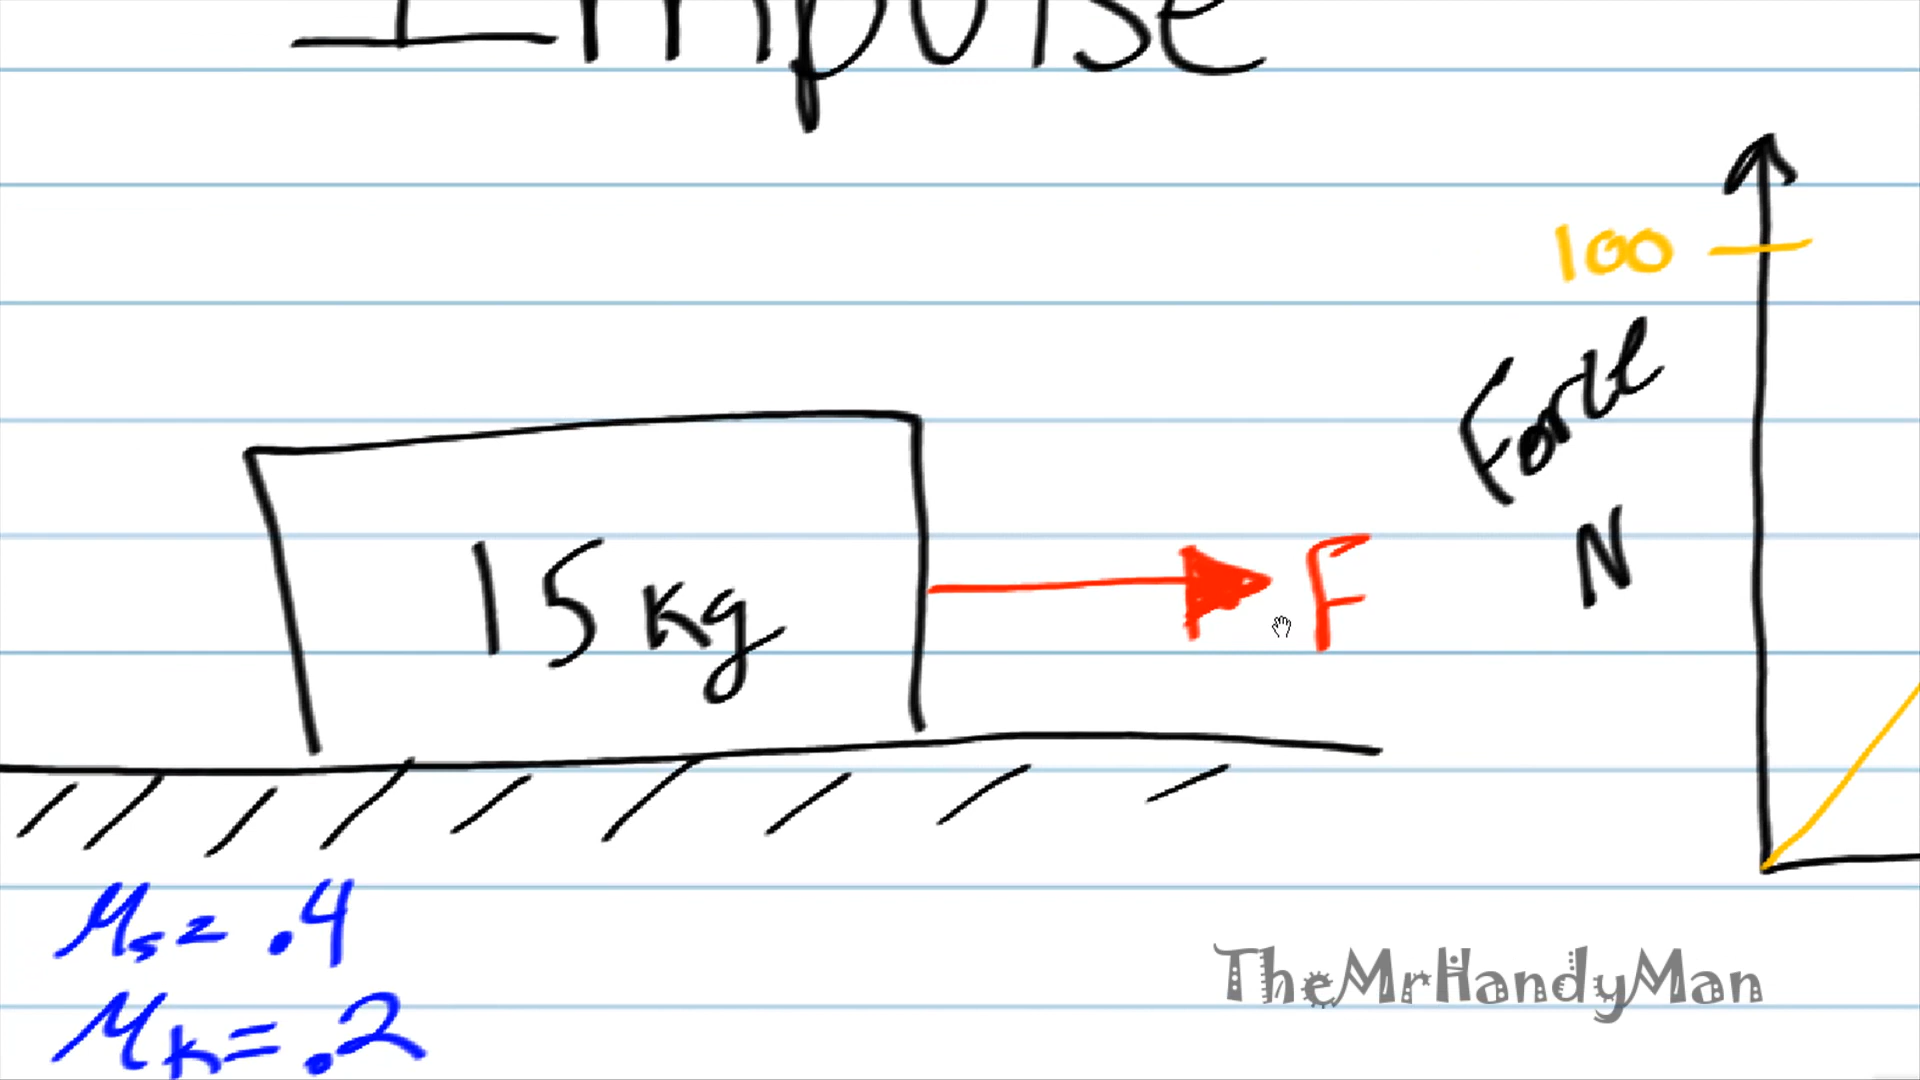 Impulse
100
Force
N
15 kg
F
μs = .4
μk = .2
TheMrHandyMan